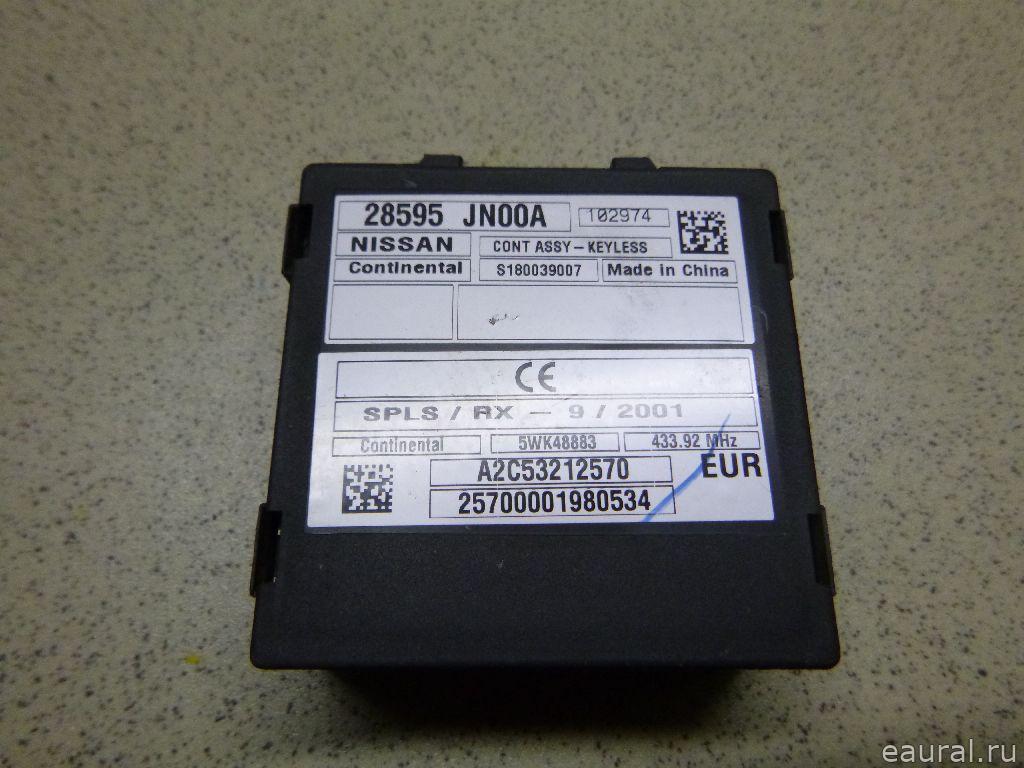 28595 JN00A 102974
NISSAN CONT ASSY – KEYLESS
Continental S180039007 Made in China
CE
SPLS / RX – 9 / 2001
Continental 5WK48883 433.92 MHz
A2C53212570 EUR
25700001980534
eaural.ru